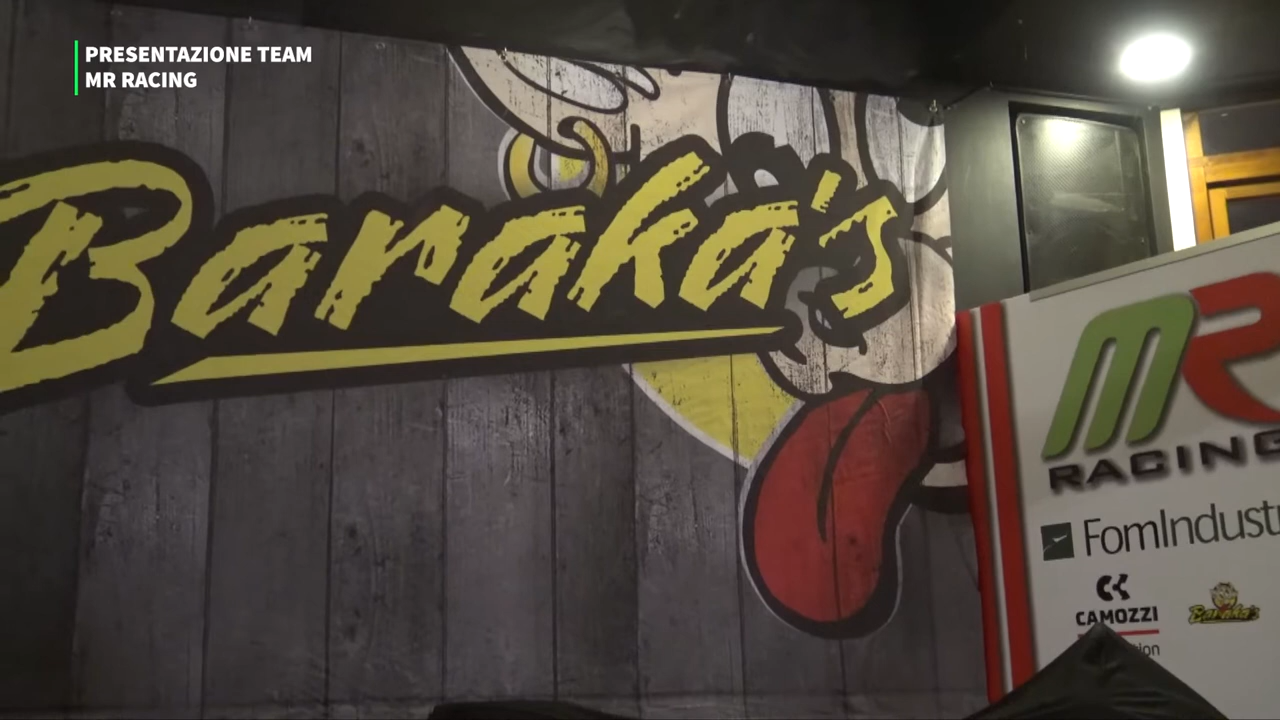 PRESENTAZIONE TEAM
MR RACING
Baraka's
MR
RACING
FomIndustr
CAMOZZI
Baraka's